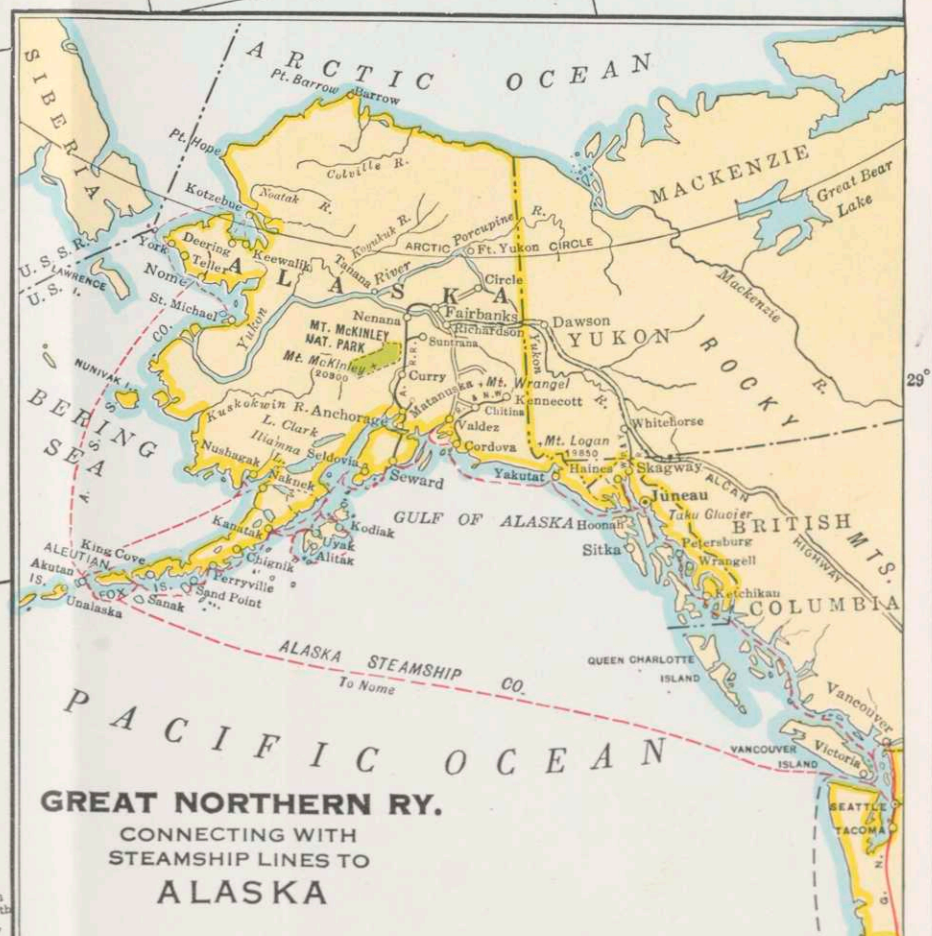 ARCTIC OCEAN
SIBERIA
Pt. Barrow
Barrow
Pt. Hope
Colville R.
MACKENZIE
Great Bear
Lake
Noatak
R.
Kotzebue
Koyukuk R.
Porcupine R.
ARCTIC
CIRCLE
Ft. Yukon
U.S.S.R.
U.S.
LAWRENCE
I.
York
Deering
Teller
Keewalik
Nome
ALASKA
Tanana River
Circle
Mackenzie
R.
St. Michael
Yukon
Nenana
Fairbanks
Richardson
Dawson
YUKON
ROCKY
MTS.
29°
CO.
MT. McKINLEY
NAT. PARK
Mt. McKinley
20300
Suntrana
R.R.
A.
Curry
Matanuska
Mt. Wrangel
Yukon
R.
NUNIVAK I.
Kennecott
R. & N.W.
Chitina
Kuskokwin R.
Anchorage
L. Clark
Valdez
Whitehorse
BERING
SEA
S.
S.
A.
Iliamna
L.
Seldovia
Cordova
Mt. Logan
19850
Nushagak
Naknek
Seward
Yakutat
Haines
Skagway
ALCAN
HIGHWAY
Juneau
Taku Glacier
Kanatak
Kodiak
GULF OF ALASKA
Hoonah
BRITISH
COLUMBIA
Uyak
Alitak
Sitka
Petersburg
Wrangell
King Cove
Chignik
ALEUTIAN
IS.
Akutan
Perryville
FOX IS.
Sand Point
Sanak
Unalaska
Ketchikan
ALASKA STEAMSHIP CO.
To Nome
QUEEN CHARLOTTE
ISLAND
Vancouver
PACIFIC OCEAN
VANCOUVER
ISLAND
Victoria
GREAT NORTHERN RY.
CONNECTING WITH
STEAMSHIP LINES TO
ALASKA
SEATTLE
TACOMA
G. N.